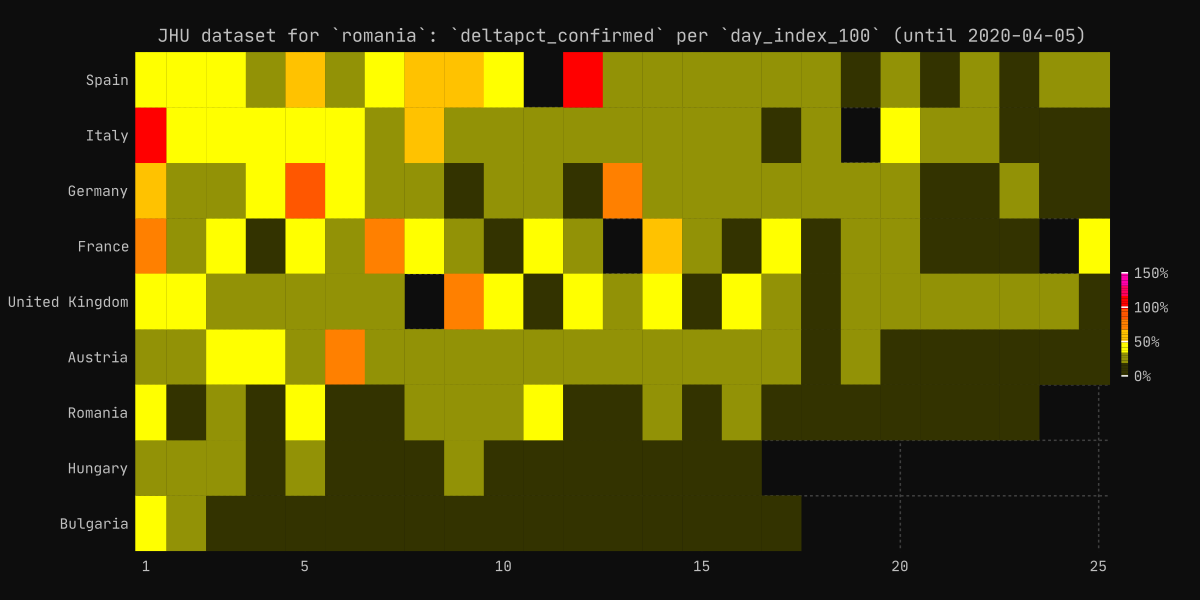 JHU dataset for `romania`: `deltapct_confirmed` per `day_index_100` (until 2020-04-05)
Spain
Italy
Germany
France
United Kingdom
Austria
Romania
Hungary
Bulgaria
150%
100%
50%
0%
1 5 10 15 20 25